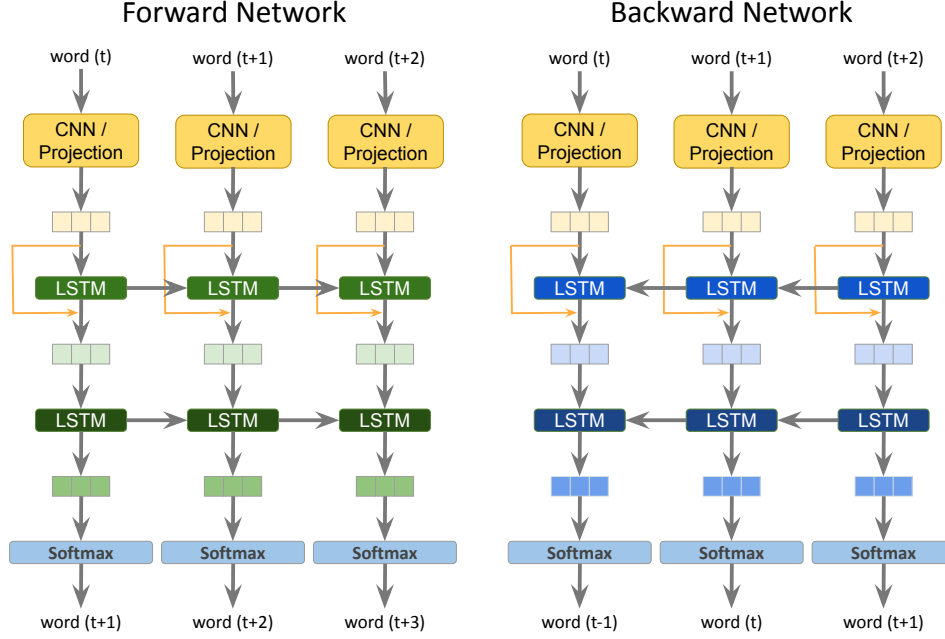 Forward Network
Backward Network
word (t)
word (t+1)
word (t+2)
word (t)
word (t+1)
word (t+2)
CNN /
Projection
CNN /
Projection
CNN /
Projection
CNN /
Projection
CNN /
Projection
CNN /
Projection
LSTM
LSTM
LSTM
LSTM
LSTM
LSTM
LSTM
LSTM
LSTM
LSTM
LSTM
LSTM
Softmax
Softmax
Softmax
Softmax
Softmax
Softmax
word (t+1)
word (t+2)
word (t+3)
word (t-1)
word (t)
word (t+1)